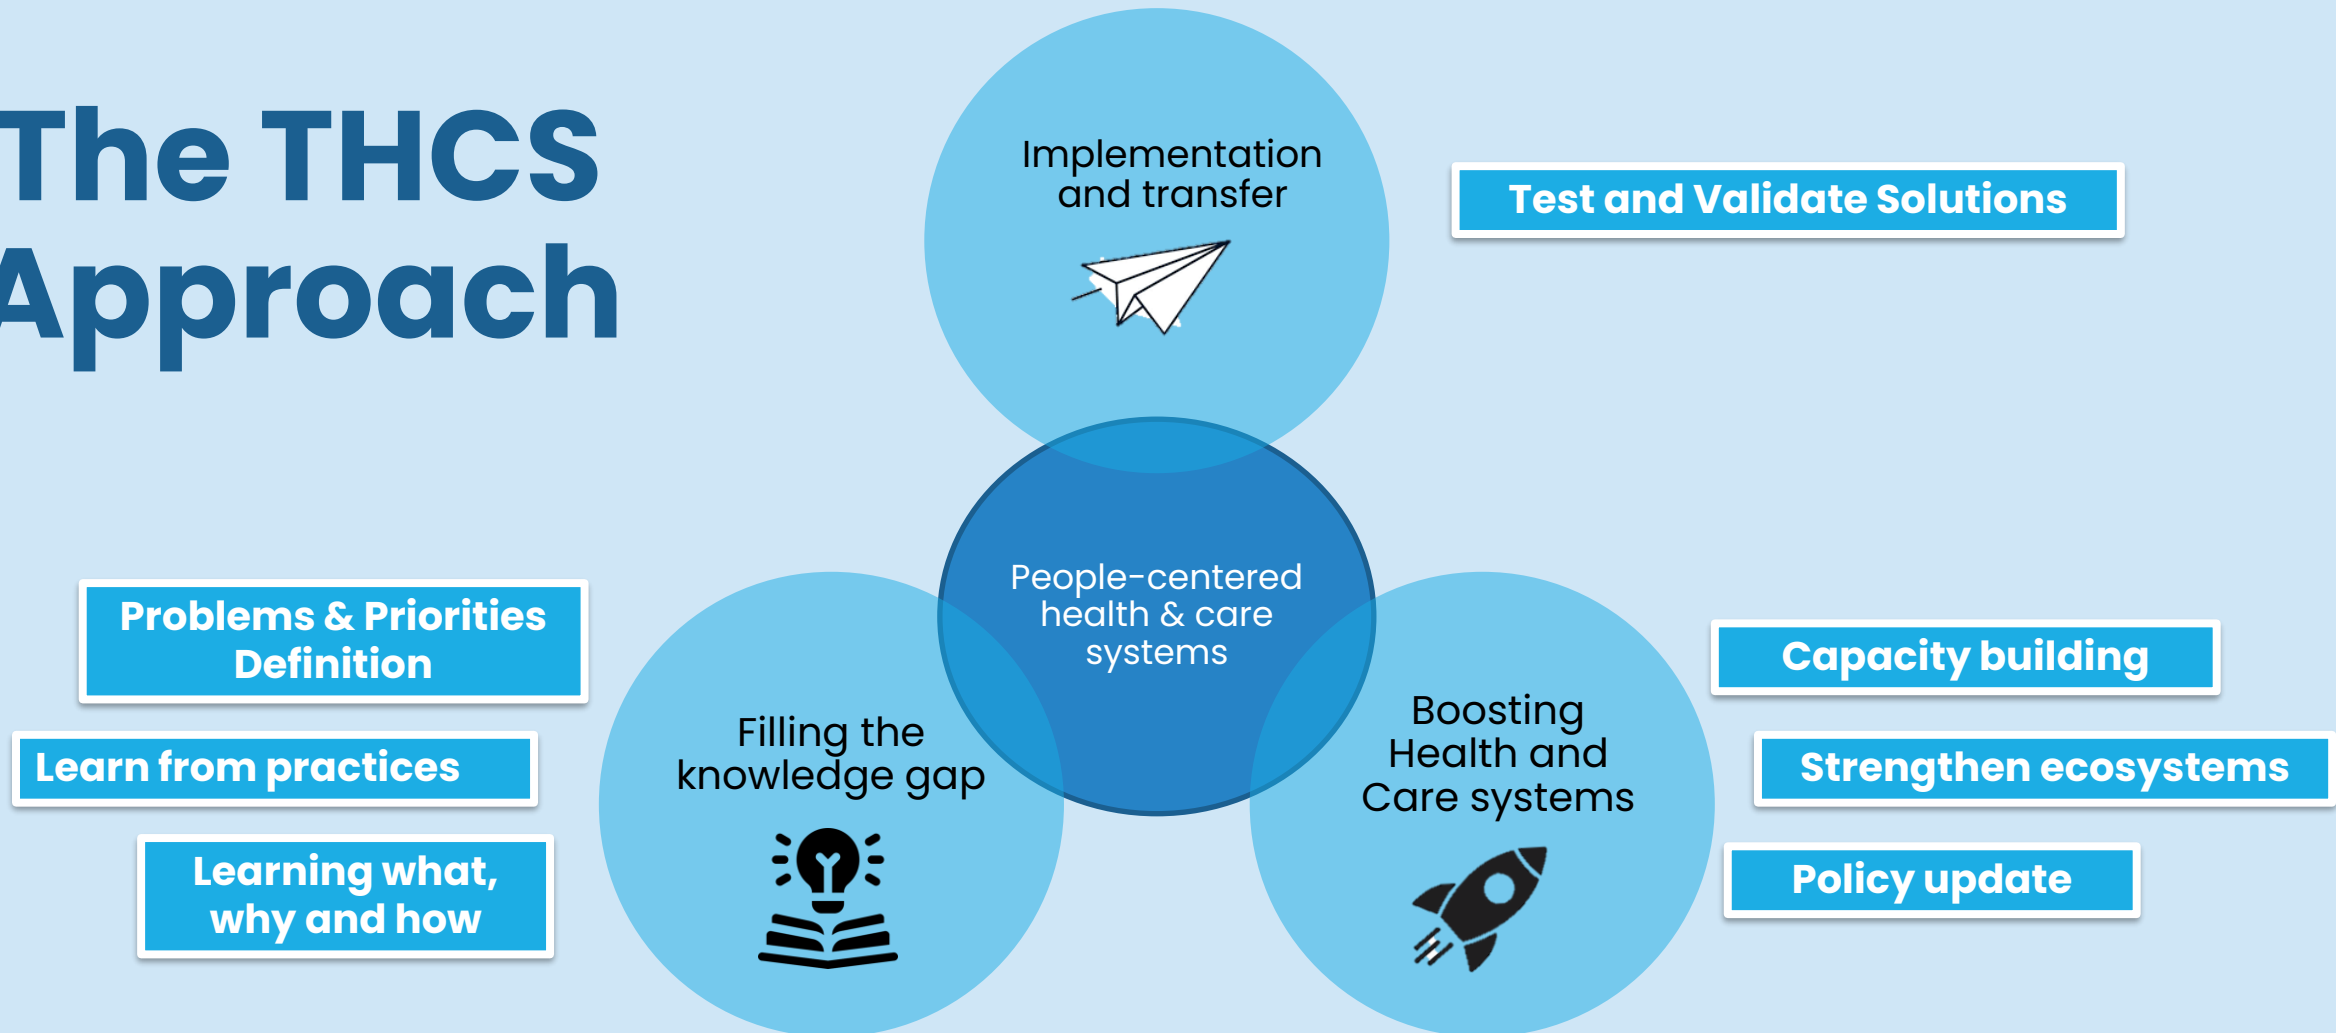 The THCS
Approach
Implementation
and transfer
Test and Validate Solutions
People-centered
health & care
systems
Problems & Priorities
Definition
Learn from practices
Learning what,
why and how
Filling the
knowledge gap
Boosting
Health and
Care systems
Capacity building
Strengthen ecosystems
Policy update